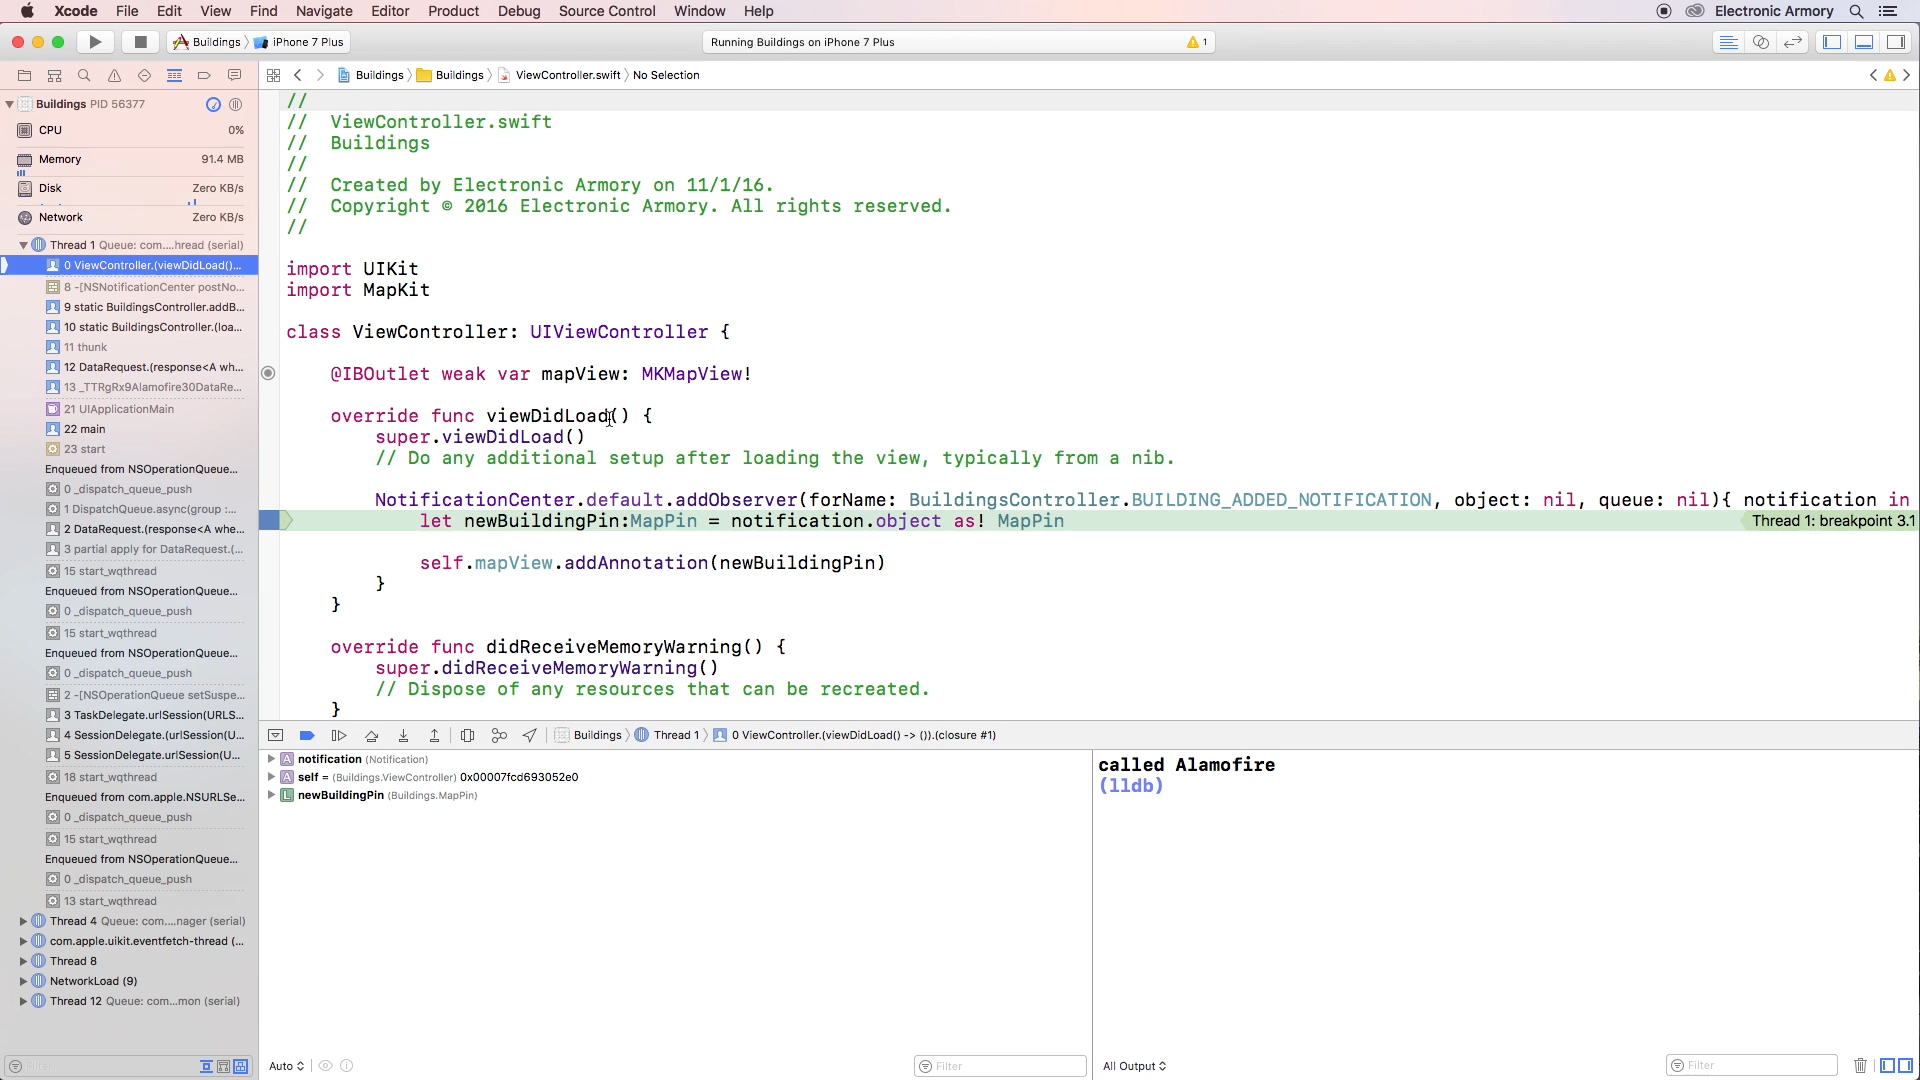 Xcode File Edit View Find Navigate Editor Product Debug Source Control Window Help Electronic Armory
Buildings iPhone 7 Plus Running Buildings on iPhone 7 Plus 1
Buildings Buildings ViewController.swift No Selection
Buildings PID 56377
CPU 0%
Memory 91.4 MB
Disk Zero KB/s
Network Zero KB/s
Thread 1 Queue: com....hread (serial)
0 ViewController.(viewDidLoad()...
8 -[NSNotificationCenter postNo...
9 static BuildingsController.addB...
10 static BuildingsController.(loa...
11 thunk
12 DataRequest.(response<A wh...
13 _TTRgRx9Alamofire30DataRe...
21 UIApplicationMain
22 main
23 start
Enqueued from NSOperationQueue...
0 _dispatch_queue_push
1 DispatchQueue.async(group :...
2 DataRequest.(response<A whe...
3 partial apply for DataRequest.(...
15 start_wqthread
Enqueued from NSOperationQueue...
0 _dispatch_queue_push
15 start_wqthread
Enqueued from NSOperationQueue...
0 _dispatch_queue_push
2 -[NSOperationQueue setSuspe...
3 TaskDelegate.urlSession(URLS...
4 SessionDelegate.(urlSession(U...
5 SessionDelegate.urlSession(U...
18 start_wqthread
Enqueued from com.apple.NSURLSe...
0 _dispatch_queue_push
15 start_wqthread
Enqueued from NSOperationQueue...
0 _dispatch_queue_push
13 start_wqthread
Thread 4 Queue: com....nager (serial)
com.apple.uikit.eventfetch-thread (...
Thread 8
NetworkLoad (9)
Thread 12 Queue: com...mon (serial)
//
// ViewController.swift
// Buildings
//
// Created by Electronic Armory on 11/1/16.
// Copyright © 2016 Electronic Armory. All rights reserved.
//
import UIKit
import MapKit
class ViewController: UIViewController {
@IBOutlet weak var mapView: MKMapView!
override func viewDidLoad() {
super.viewDidLoad()
// Do any additional setup after loading the view, typically from a nib.
NotificationCenter.default.addObserver(forName: BuildingsController.BUILDING_ADDED_NOTIFICATION, object: nil, queue: nil){ notification in
let newBuildingPin:MapPin = notification.object as! MapPin Thread 1: breakpoint 3.1
self.mapView.addAnnotation(newBuildingPin)
}
}
override func didReceiveMemoryWarning() {
super.didReceiveMemoryWarning()
// Dispose of any resources that can be recreated.
}
Buildings Thread 1 0 ViewController.(viewDidLoad() -> ()).(closure #1)
A notification (Notification)
A self = (Buildings.ViewController) 0x00007fcd693052e0
L newBuildingPin (Buildings.MapPin)
called Alamofire
(lldb)
Filter
Auto Filter All Output Filter